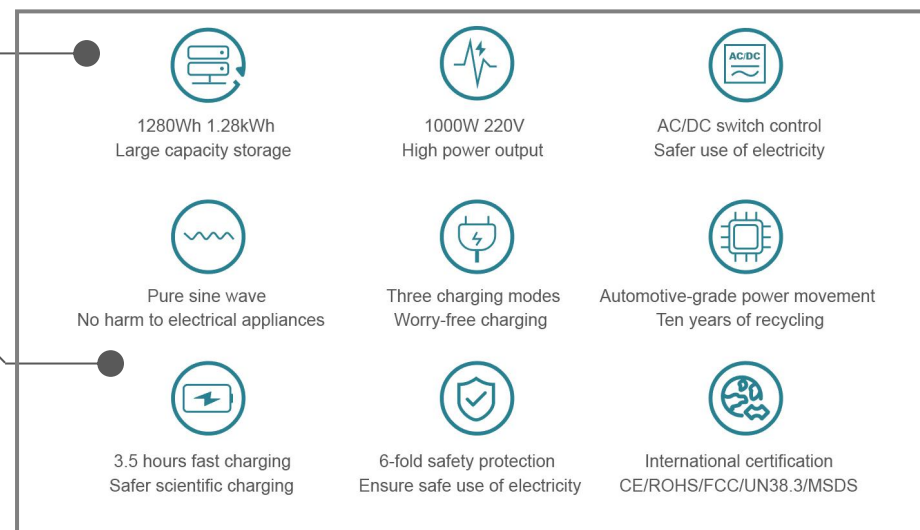 AC/DC
1280Wh 1.28kWh
Large capacity storage
1000W 220V
High power output
AC/DC switch control
Safer use of electricity
Pure sine wave
No harm to electrical appliances
Three charging modes
Worry-free charging
Automotive-grade power movement
Ten years of recycling
3.5 hours fast charging
Safer scientific charging
6-fold safety protection
Ensure safe use of electricity
International certification
CE/ROHS/FCC/UN38.3/MSDS